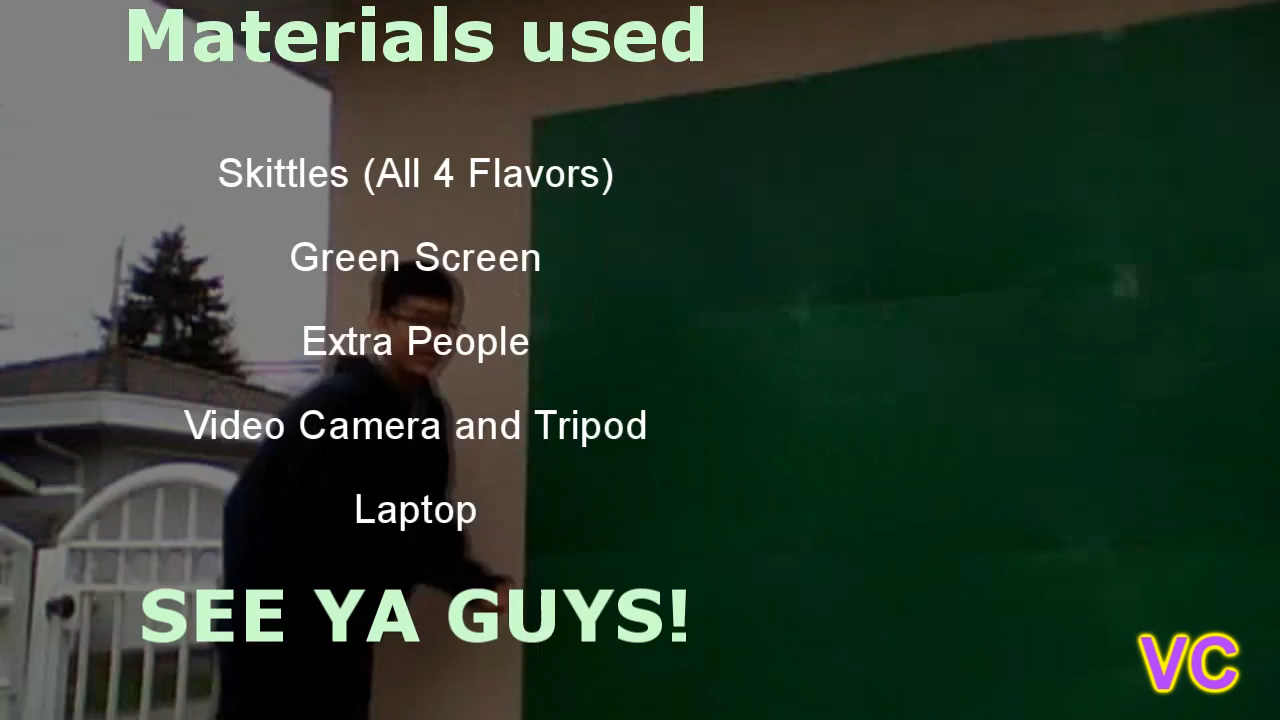 Materials used
Skittles (All 4 Flavors)
Green Screen
Extra People
Video Camera and Tripod
Laptop
SEE YA GUYS!
VC